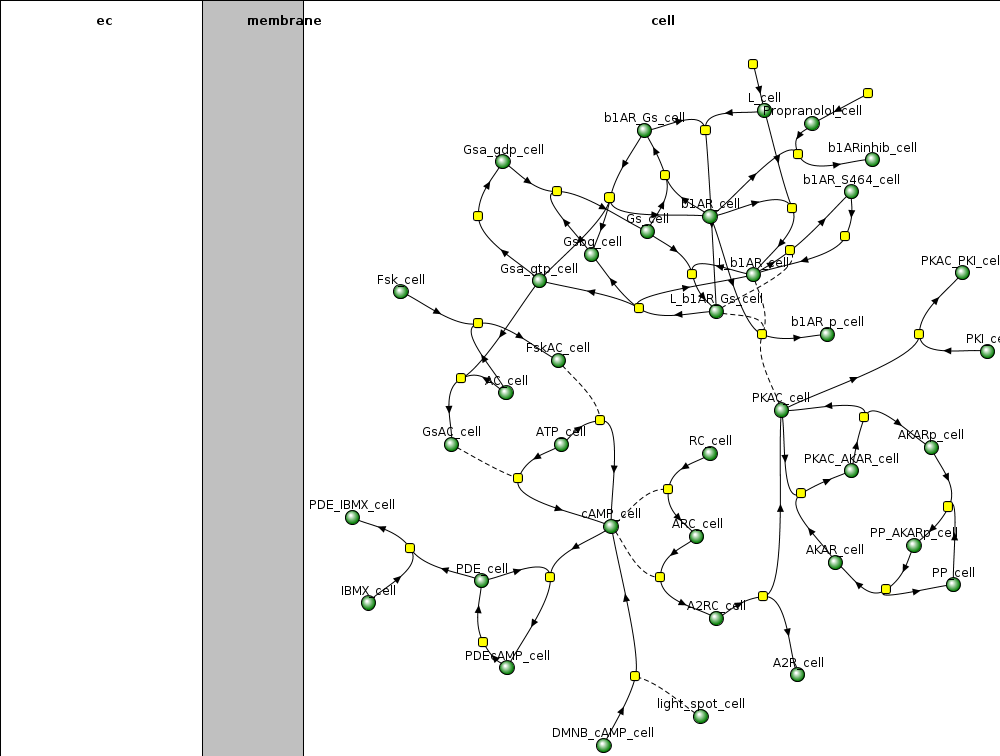 ec
membrane
cell
L_cell
Propranolol_cell
b1AR_Gs_cell
b1ARinhib_cell
Gsa_gdp_cell
b1AR_S464_cell
b1AR_cell
Gs_cell
Gsbg_cell
PKAC_PKI_cell
L_b1AR_cell
Gsa_gtp_cell
Fsk_cell
L_b1AR_Gs_cell
b1AR_p_cell
PKI_ce
FskAC_cell
AC_cell
PKAC_cell
GsAC_cell
ATP_cell
RC_cell
AKARp_cell
PKAC_AKAR_cell
PDE_IBMX_cell
cAMP_cell
ARC_cell
PP_AKARp_cell
AKAR_cell
PDE_cell
PP_cell
IBMX_cell
A2RC_cell
PDEcAMP_cell
A2R_cell
light_spot_cell
DMNB_cAMP_cell